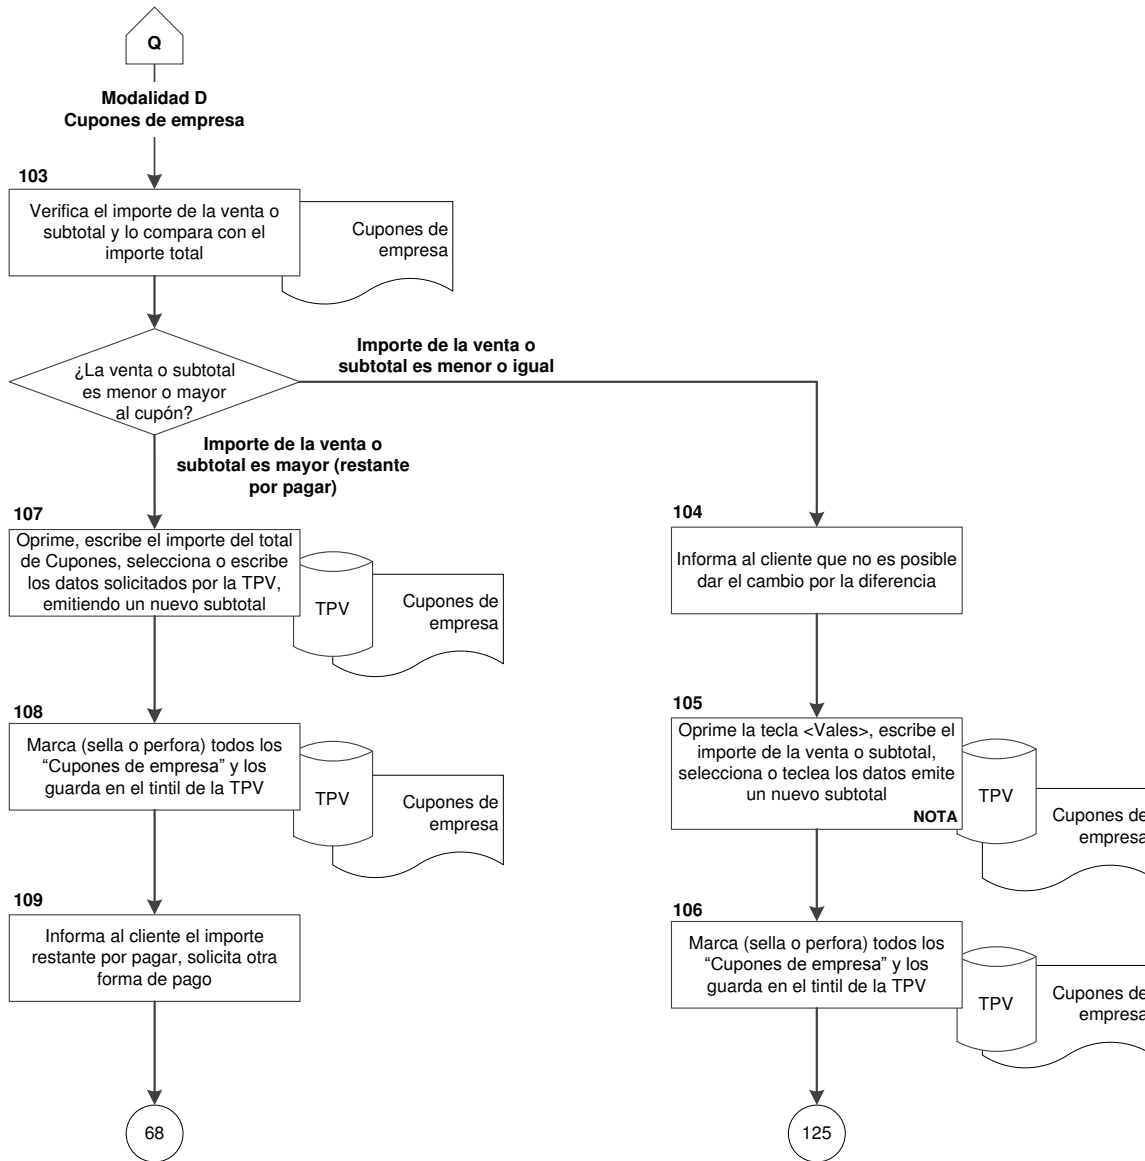 Q
Modalidad D
Cupones de empresa
103
Verifica el importe de la venta o
subtotal y lo compara con el
importe total
Cupones de
empresa
¿La venta o subtotal
es menor o mayor
al cupón?
Importe de la venta o
subtotal es menor o igual
Importe de la venta o
subtotal es mayor (restante
por pagar)
107
Oprime, escribe el importe del total
de Cupones, selecciona o escribe
los datos solicitados por la TPV,
emitiendo un nuevo subtotal
TPV
Cupones de
empresa
108
Marca (sella o perfora) todos los
“Cupones de empresa” y los
guarda en el tintil de la TPV
TPV
Cupones de
empresa
109
Informa al cliente el importe
restante por pagar, solicita otra
forma de pago
68
104
Informa al cliente que no es posible
dar el cambio por la diferencia
105
Oprime la tecla <Vales>, escribe el
importe de la venta o subtotal,
selecciona o teclea los datos emite
un nuevo subtotal
NOTA
TPV
Cupones de
empresa
106
Marca (sella o perfora) todos los
“Cupones de empresa” y los
guarda en el tintil de la TPV
TPV
Cupones de
empresa
125